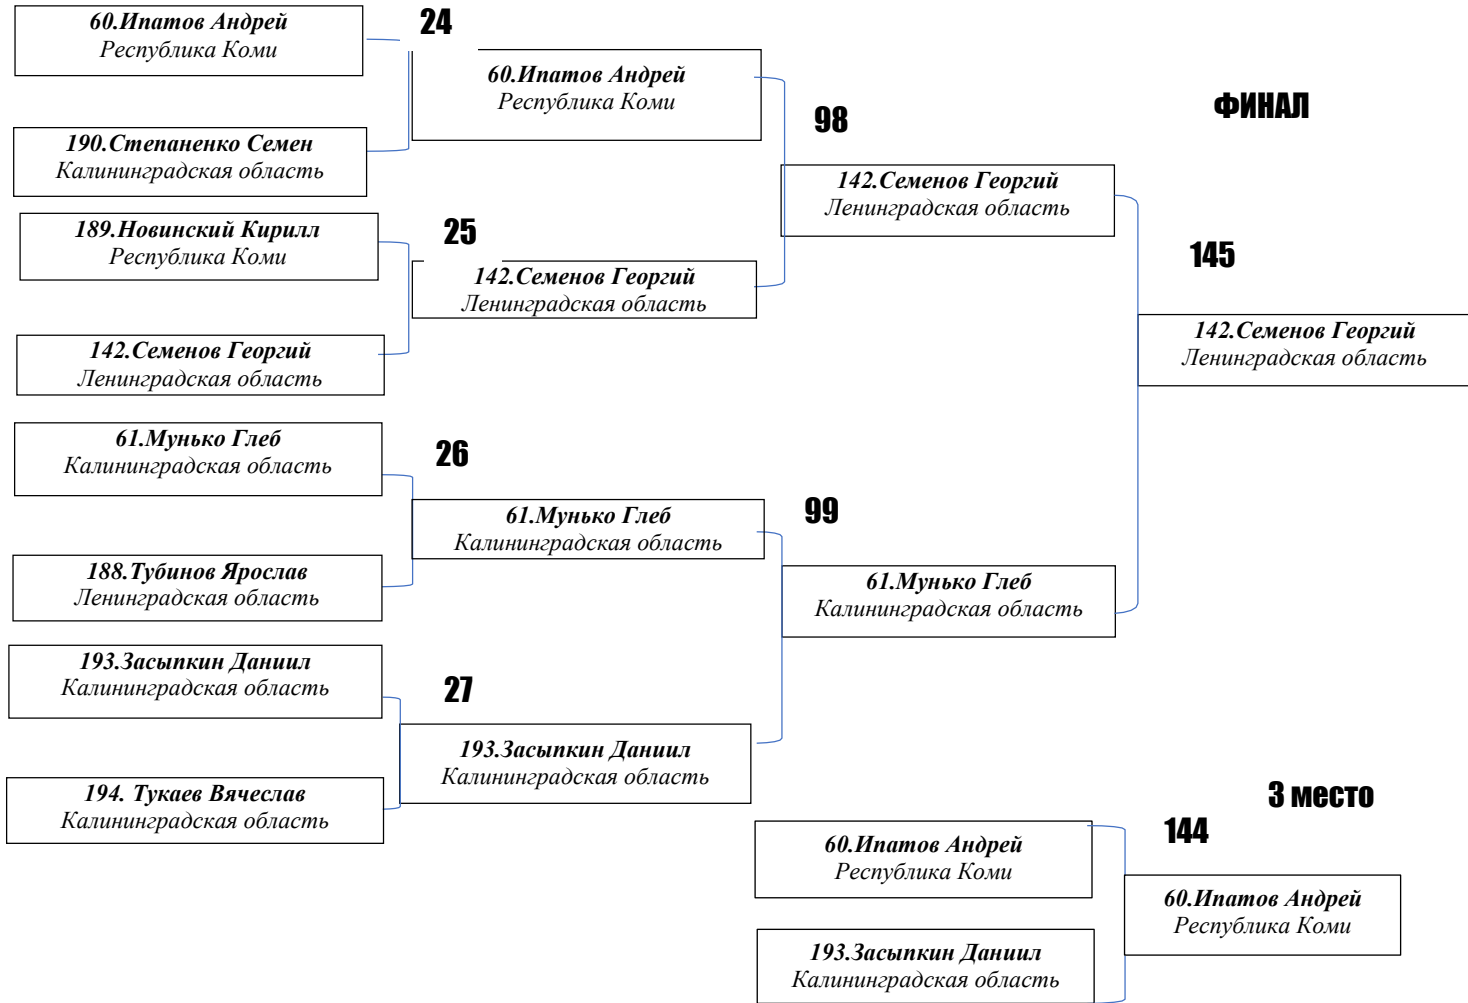 60.Ипатов Андрей
Республика Коми
190.Степаненко Семен
Калининградская область
189.Новинский Кирилл
Республика Коми
142.Семенов Георгий
Ленинградская область
61.Мунько Глеб
Калининградская область
188.Тубинов Ярослав
Ленинградская область
193.Засыпкин Даниил
Калининградская область
194. Тукаев Вячеслав
Калининградская область
24
60.Ипатов Андрей
Республика Коми
25
142.Семенов Георгий
Ленинградская область
26
61.Мунько Глеб
Калининградская область
27
193.Засыпкин Даниил
Калининградская область
98
142.Семенов Георгий
Ленинградская область
99
61.Мунько Глеб
Калининградская область
ФИНАЛ
145
142.Семенов Георгий
Ленинградская область
3 место
144
60.Ипатов Андрей
Республика Коми
193.Засыпкин Даниил
Калининградская область
60.Ипатов Андрей
Республика Коми